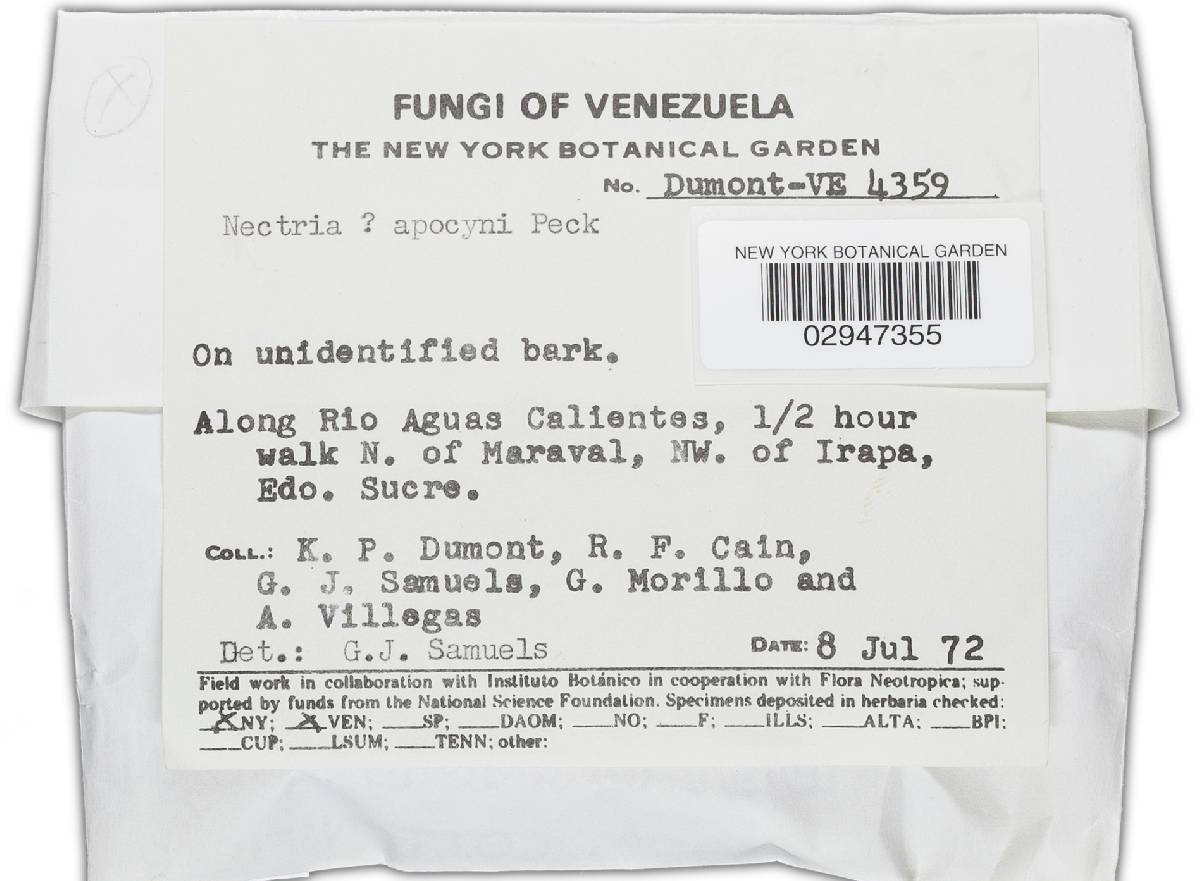 FUNGI OF VENEZUELA
THE NEW YORK BOTANICAL GARDEN
No. Dumont-VE 4359
Nectria ? apocyni Peck
NEW YORK BOTANICAL GARDEN
02947355
On unidentified bark.
Along Rio Aguas Calientes, 1/2 hour
walk N. of Maraval, NW. of Irapa,
Edo. Sucre.
COLL.: K. P. Dumont, R. F. Cain,
G. J. Samuels, G. Morillo and
A. Villegas
Det.: G.J. Samuels DATE: 8 Jul 72
Field work in collaboration with Instituto Botánico in cooperation with Flora Neotropica; sup-
ported by funds from the National Science Foundation. Specimens deposited in herbaria checked:
X NY; X VEN; ___SP; ___DAOM; ___NO; ___F; ___ILLS; ___ALTA; ___BPI;
___CUP; ___LSUM; ___TENN; other: